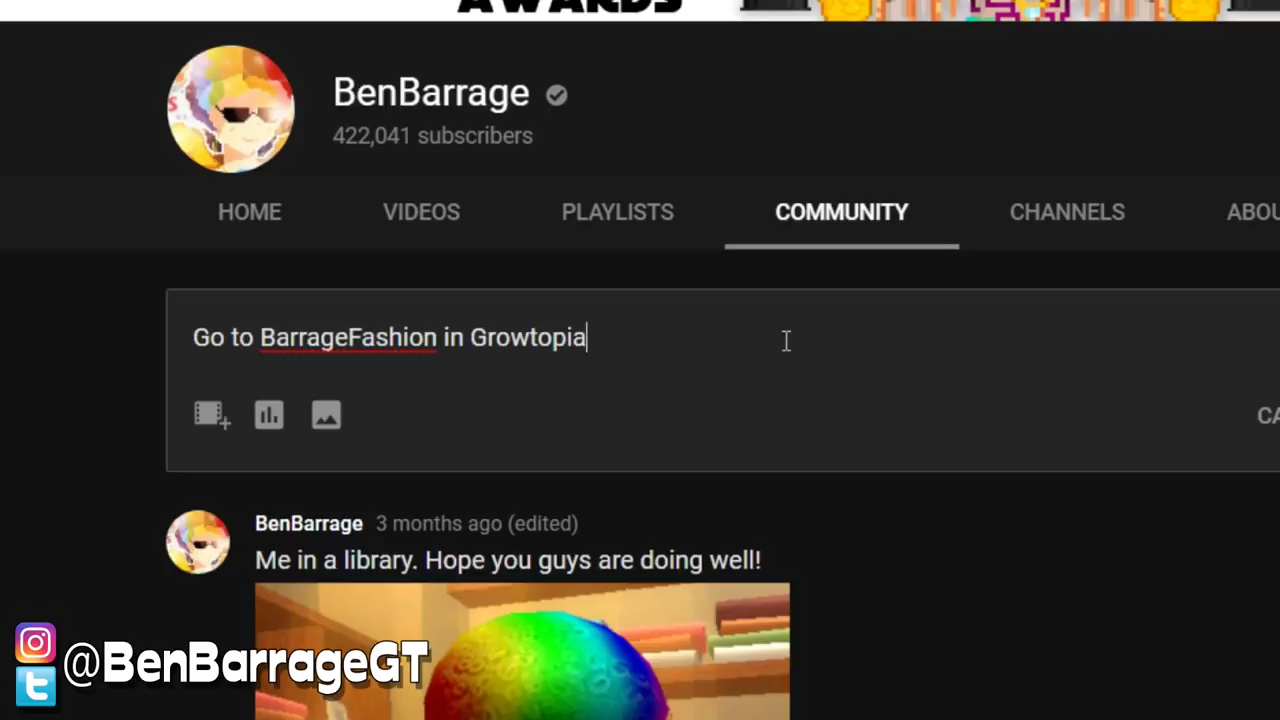 AWARDS
BenBarrage
422,041 subscribers
HOME VIDEOS PLAYLISTS COMMUNITY CHANNELS ABOU
Go to BarrageFashion in Growtopia
CA
BenBarrage 3 months ago (edited)
Me in a library. Hope you guys are doing well!
@BenBarrageGT